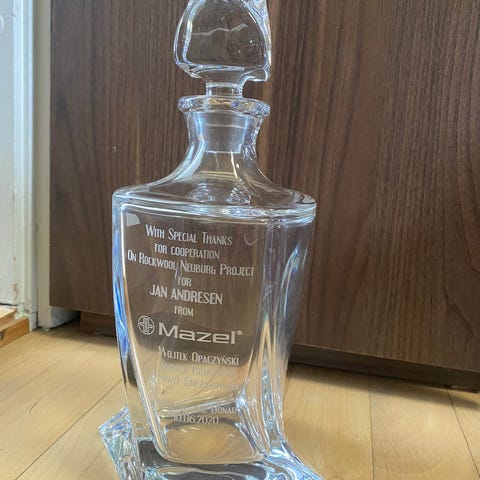 With Special Thanks
for cooperation
On Rockwool Neuburg Project
for
JAN ANDRESEN
from
Mazel®
Wojtek Opaczyński
Donau
10.06.2020